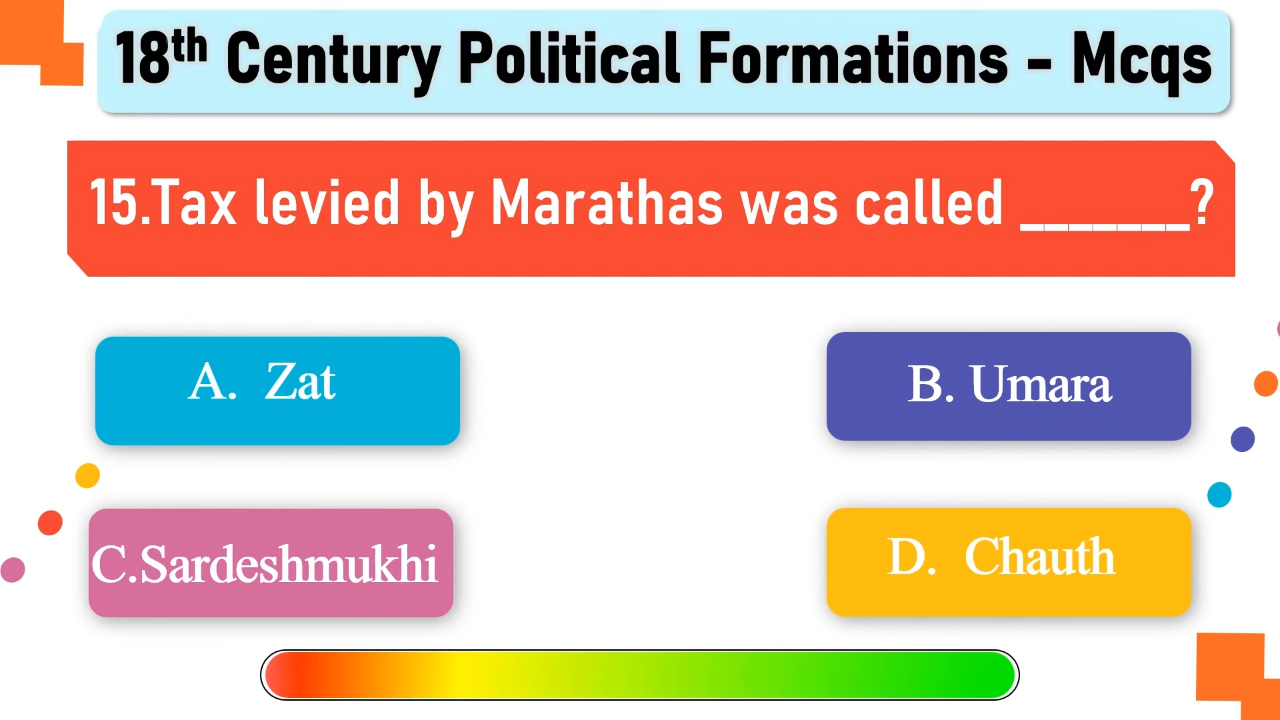 18th Century Political Formations - Mcqs
15.Tax levied by Marathas was called _______?
A. Zat
B. Umara
C.Sardeshmukhi
D. Chauth